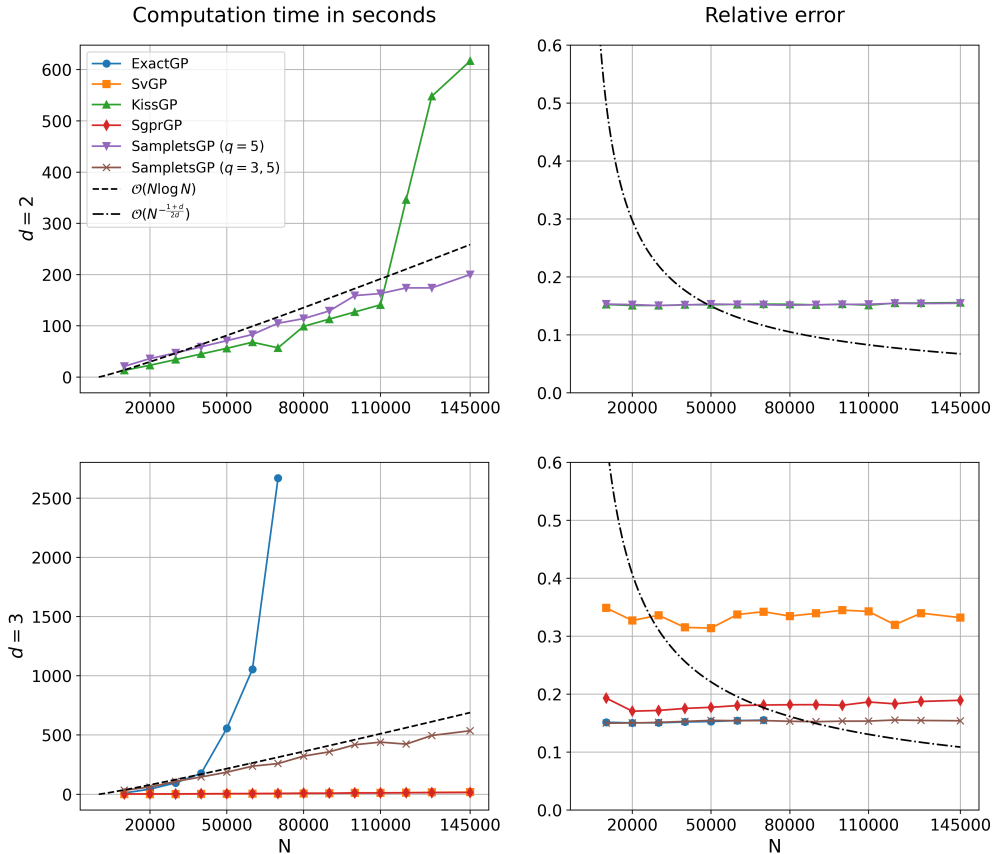 Computation time in seconds
Relative error
d = 2
600
500
400
300
200
100
0
ExactGP
SvGP
KissGP
SgprGP
SampletsGP (q = 5)
SampletsGP (q = 3, 5)
𝒪(N log N)
𝒪(N^{-\frac{1+d}{2d}})
20000 50000 80000 110000 145000
0.6
0.5
0.4
0.3
0.2
0.1
0.0
20000 50000 80000 110000 145000
d = 3
2500
2000
1500
1000
500
0
20000 50000 80000 110000 145000
N
0.6
0.5
0.4
0.3
0.2
0.1
0.0
20000 50000 80000 110000 145000
N